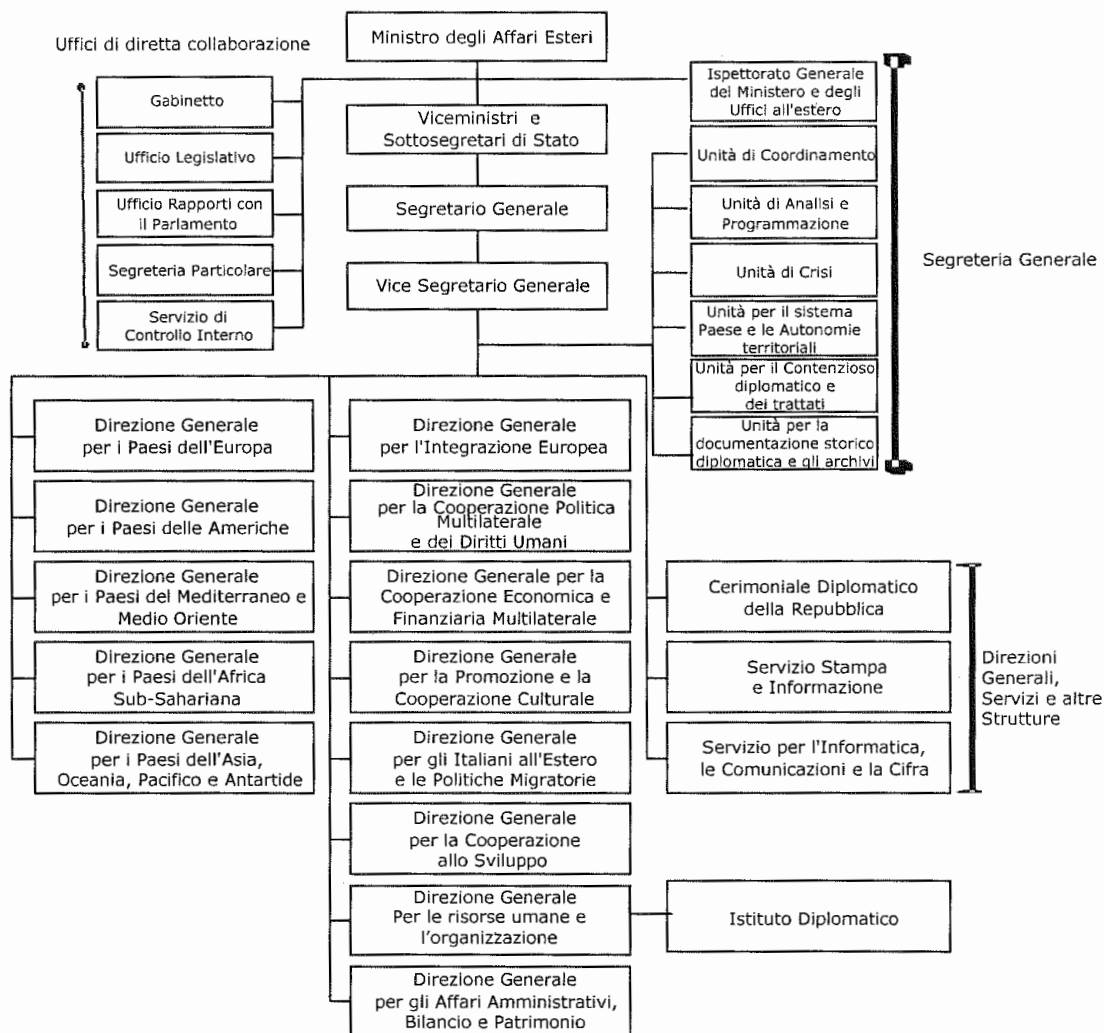 Uffici di diretta collaborazione
Ministro degli Affari Esteri
Gabinetto
Ufficio Legislativo
Ufficio Rapporti con
il Parlamento
Segreteria Particolare
Servizio di
Controllo Interno
Viceministri e
Sottosegretari di Stato
Segretario Generale
Vice Segretario Generale
Ispettorato Generale
del Ministero e degli
Uffici all'estero
Unità di Coordinamento
Unità di Analisi e
Programmazione
Unità di Crisi
Unità per il sistema
Paese e le Autonomie
territoriali
Unità per il Contenzioso
diplomatico e
dei trattati
Unità per la
documentazione storico
diplomatica e gli archivi
Segreteria Generale
Direzione Generale
per i Paesi dell'Europa
Direzione Generale
per i Paesi delle Americhe
Direzione Generale
per i Paesi del Mediterraneo e
Medio Oriente
Direzione Generale
per i Paesi dell'Africa
Sub-Sahariana
Direzione Generale
per i Paesi dell'Asia,
Oceania, Pacifico e Antartide
Direzione Generale
per l'Integrazione Europea
Direzione Generale
per la Cooperazione Politica
Multilaterale
e dei Diritti Umani
Direzione Generale per la
Cooperazione Economica e
Finanziaria Multilaterale
Direzione Generale
per la Promozione e la
Cooperazione Culturale
Direzione Generale
per gli Italiani all'Estero
e le Politiche Migratorie
Direzione Generale
per la Cooperazione
allo Sviluppo
Direzione Generale
Per le risorse umane e
l'organizzazione
Direzione Generale
per gli Affari Amministrativi,
Bilancio e Patrimonio
Cerimoniale Diplomatico
della Repubblica
Servizio Stampa
e Informazione
Servizio per l'Informatica,
le Comunicazioni e la Cifra
Direzioni
Generali,
Servizi e altre
Strutture
Istituto Diplomatico